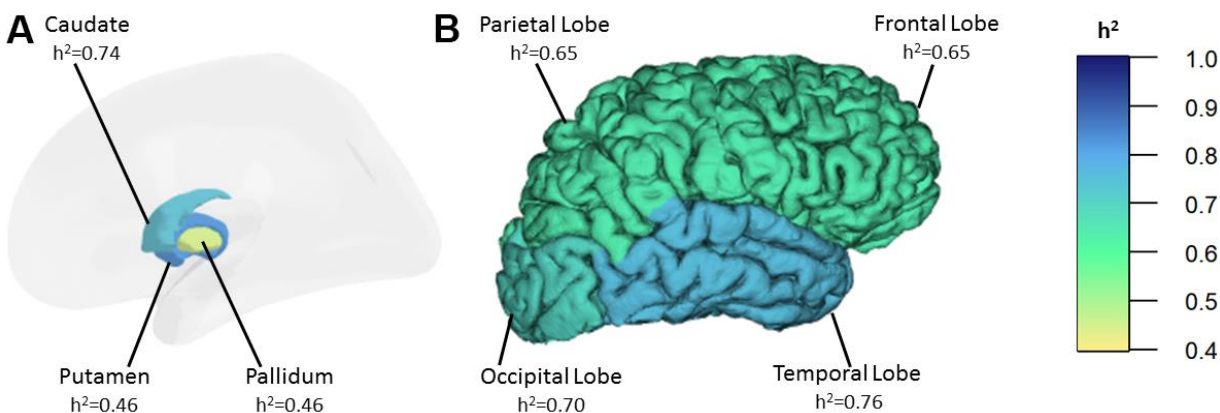 A
Caudate
h²=0.74
Putamen
h²=0.46
Pallidum
h²=0.46
B
Parietal Lobe
h²=0.65
Frontal Lobe
h²=0.65
Occipital Lobe
h²=0.70
Temporal Lobe
h²=0.76
h²
1.0
0.9
0.8
0.7
0.6
0.5
0.4